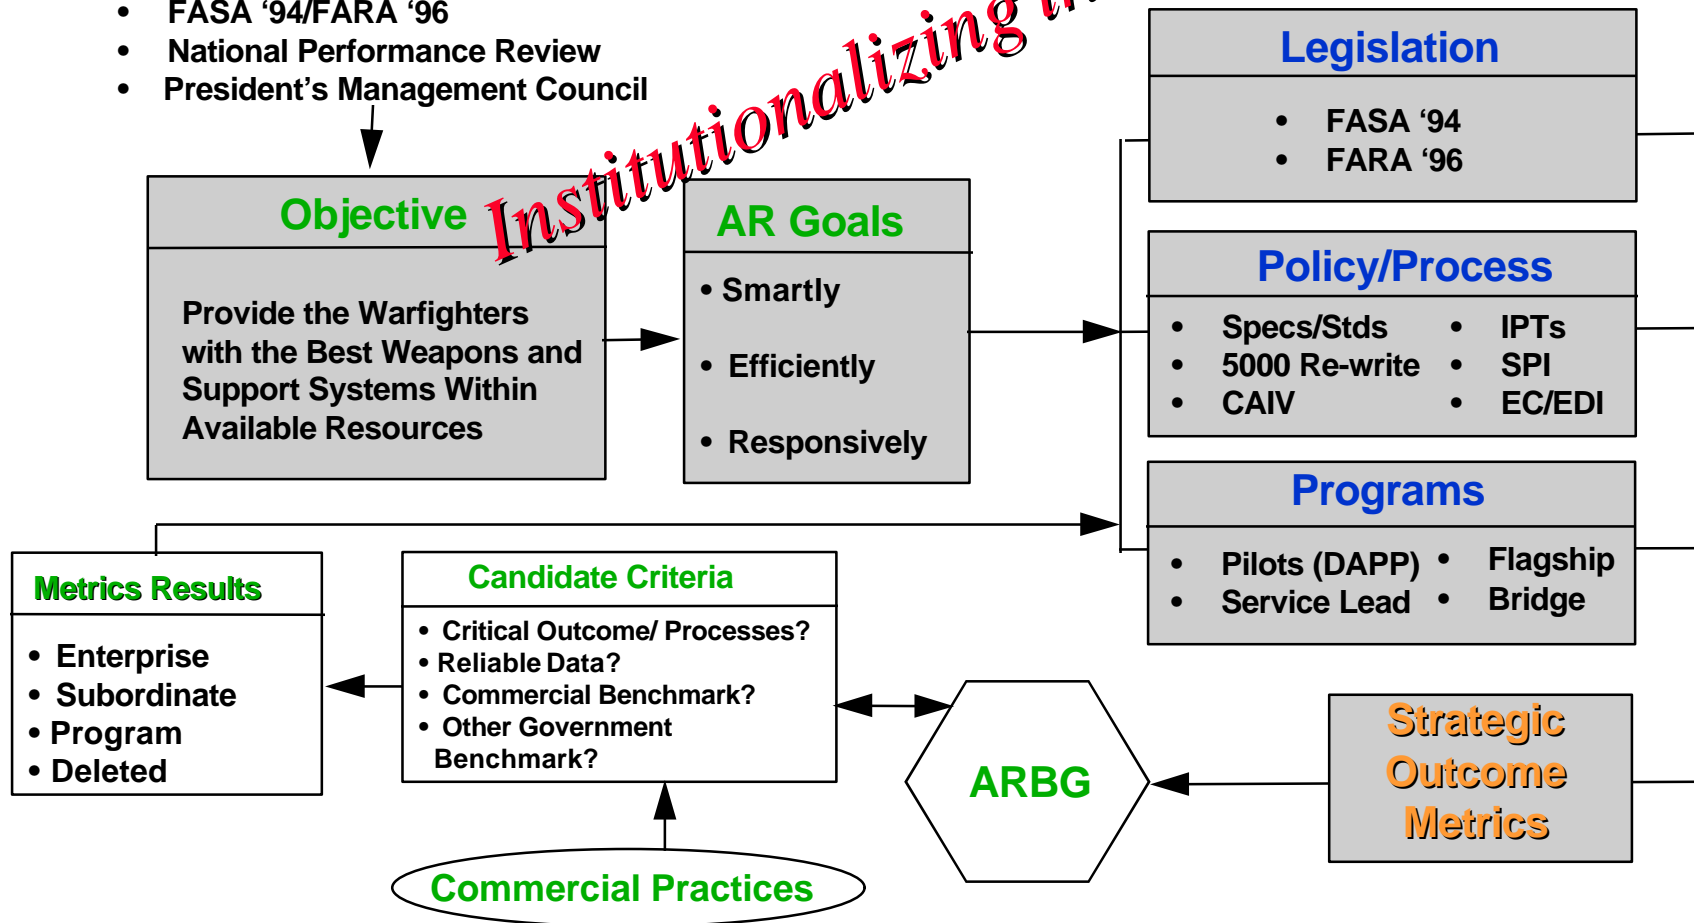 • FASA ‘94/FARA ‘96
• National Performance Review
• President’s Management Council
Institutionalizing
Objective
Provide the Warfighters
with the Best Weapons and
Support Systems Within
Available Resources
AR Goals
• Smartly
• Efficiently
• Responsively
Legislation
• FASA ‘94
• FARA ‘96
Policy/Process
• Specs/Stds • IPTs
• 5000 Re-write • SPI
• CAIV • EC/EDI
Programs
• Pilots (DAPP) • Flagship
• Service Lead • Bridge
Metrics Results
• Enterprise
• Subordinate
• Program
• Deleted
Candidate Criteria
• Critical Outcome/ Processes?
• Reliable Data?
• Commercial Benchmark?
• Other Government
Benchmark?
ARBG
Strategic
Outcome
Metrics
Commercial Practices